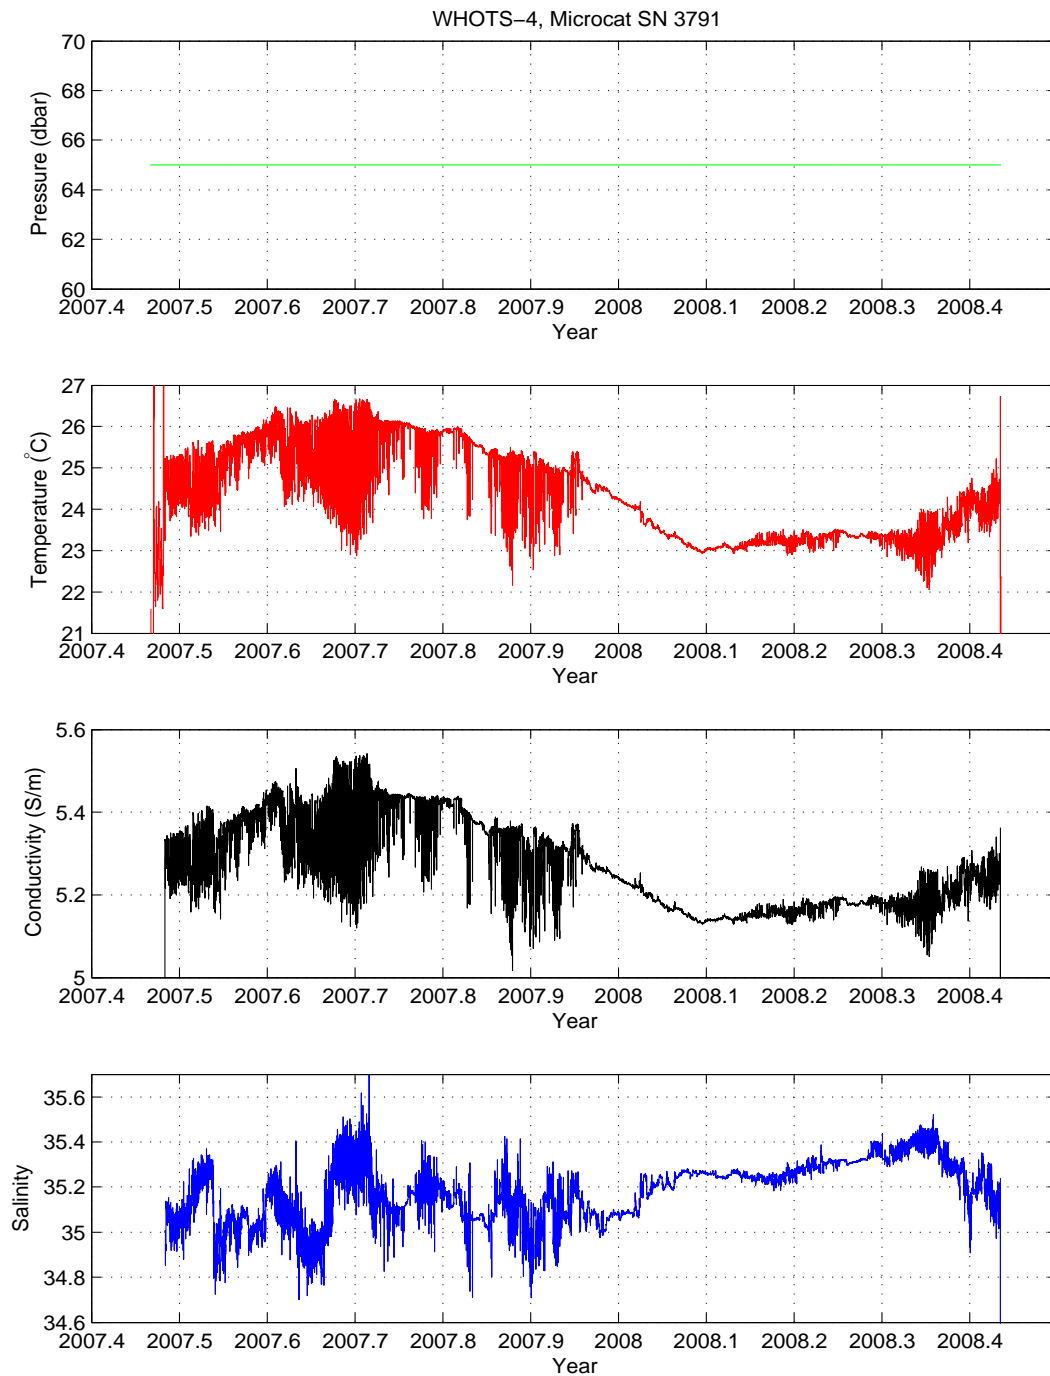 WHOTS−4, Microcat SN 3791
70
68
66
64
62
60
Pressure (dbar)
2007.4 2007.5 2007.6 2007.7 2007.8 2007.9 2008 2008.1 2008.2 2008.3 2008.4
Year
27
26
25
24
23
22
21
Temperature (°C)
2007.4 2007.5 2007.6 2007.7 2007.8 2007.9 2008 2008.1 2008.2 2008.3 2008.4
Year
5.6
5.4
5.2
5
Conductivity (S/m)
2007.4 2007.5 2007.6 2007.7 2007.8 2007.9 2008 2008.1 2008.2 2008.3 2008.4
Year
35.6
35.4
35.2
35
34.8
34.6
Salinity
2007.4 2007.5 2007.6 2007.7 2007.8 2007.9 2008 2008.1 2008.2 2008.3 2008.4
Year